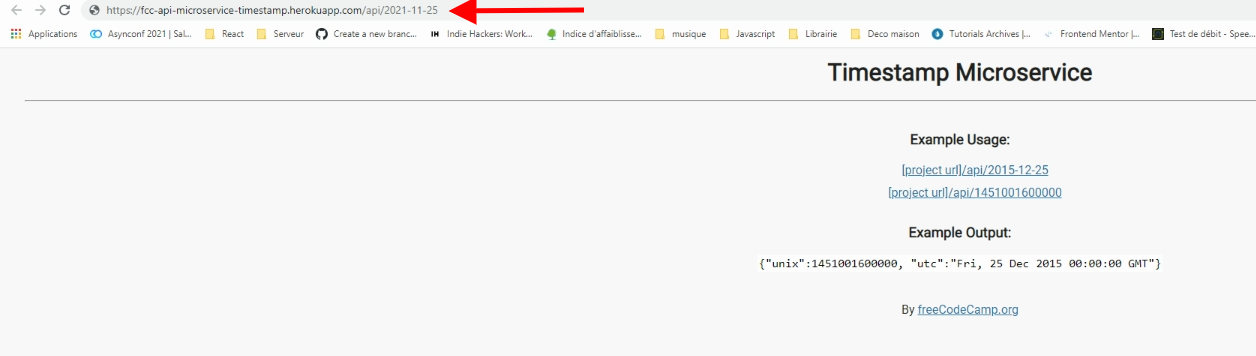 https://fcc-api-microservice-timestamp.herokuapp.com/api/2021-11-25
Applications Asynconf 2021 | Sal... React Serveur Create a new branc... Indie Hackers: Work... Indice d'affaiblisse... musique Javascript Librairie Deco maison Tutorials Archives |... Frontend Mentor |... Test de débit - Spee...
Timestamp Microservice
Example Usage:
[project url]/api/2015-12-25
[project url]/api/1451001600000
Example Output:
{"unix":1451001600000, "utc":"Fri, 25 Dec 2015 00:00:00 GMT"}
By freeCodeCamp.org